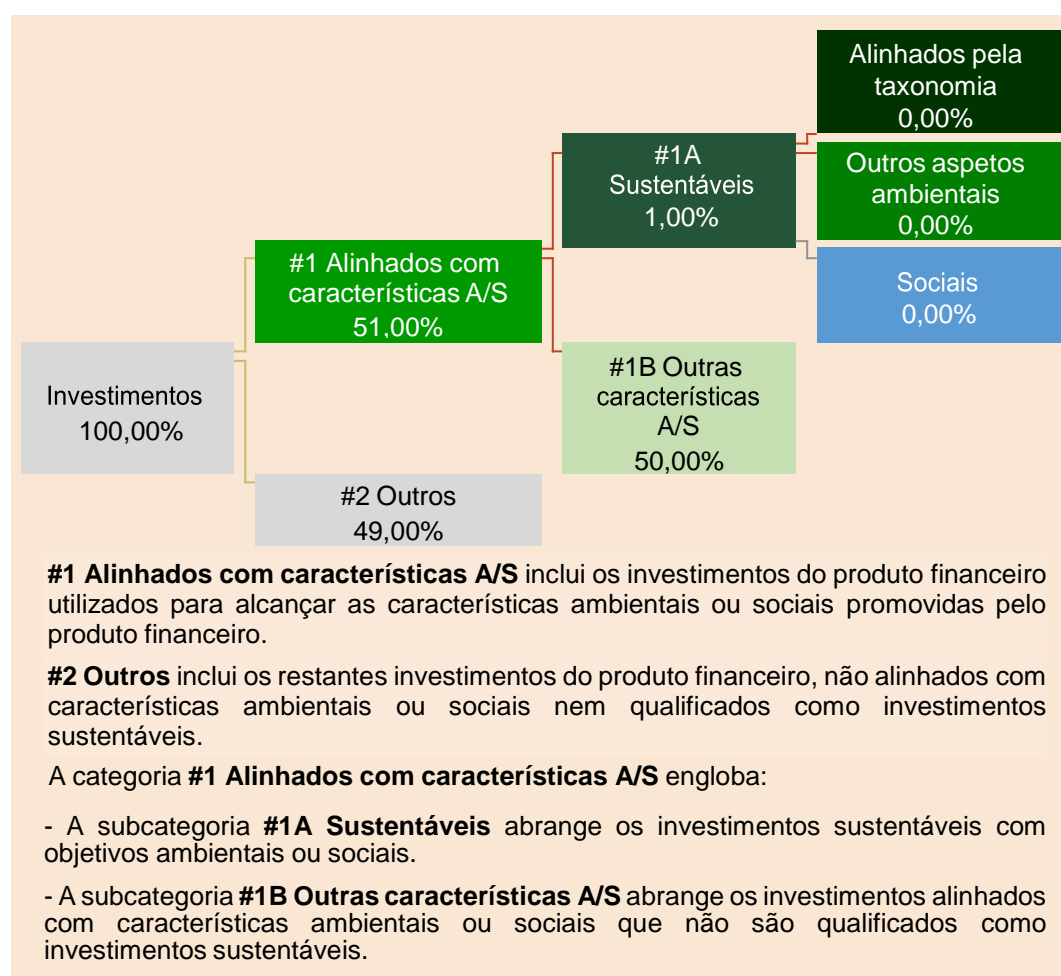 Alinhados pela
taxonomia
0,00%
#1A
Sustentáveis
1,00%
Outros aspetos
ambientais
0,00%
#1 Alinhados com
características A/S
51,00%
Sociais
0,00%
Investimentos
100,00%
#1B Outras
características
A/S
50,00%
#2 Outros
49,00%
#1 Alinhados com características A/S inclui os investimentos do produto financeiro
utilizados para alcançar as características ambientais ou sociais promovidas pelo
produto financeiro.
#2 Outros inclui os restantes investimentos do produto financeiro, não alinhados com
características ambientais ou sociais nem qualificados como investimentos
sustentáveis.
A categoria #1 Alinhados com características A/S engloba:
- A subcategoria #1A Sustentáveis abrange os investimentos sustentáveis com
objetivos ambientais ou sociais.
- A subcategoria #1B Outras características A/S abrange os investimentos alinhados
com características ambientais ou sociais que não são qualificados como
investimentos sustentáveis.